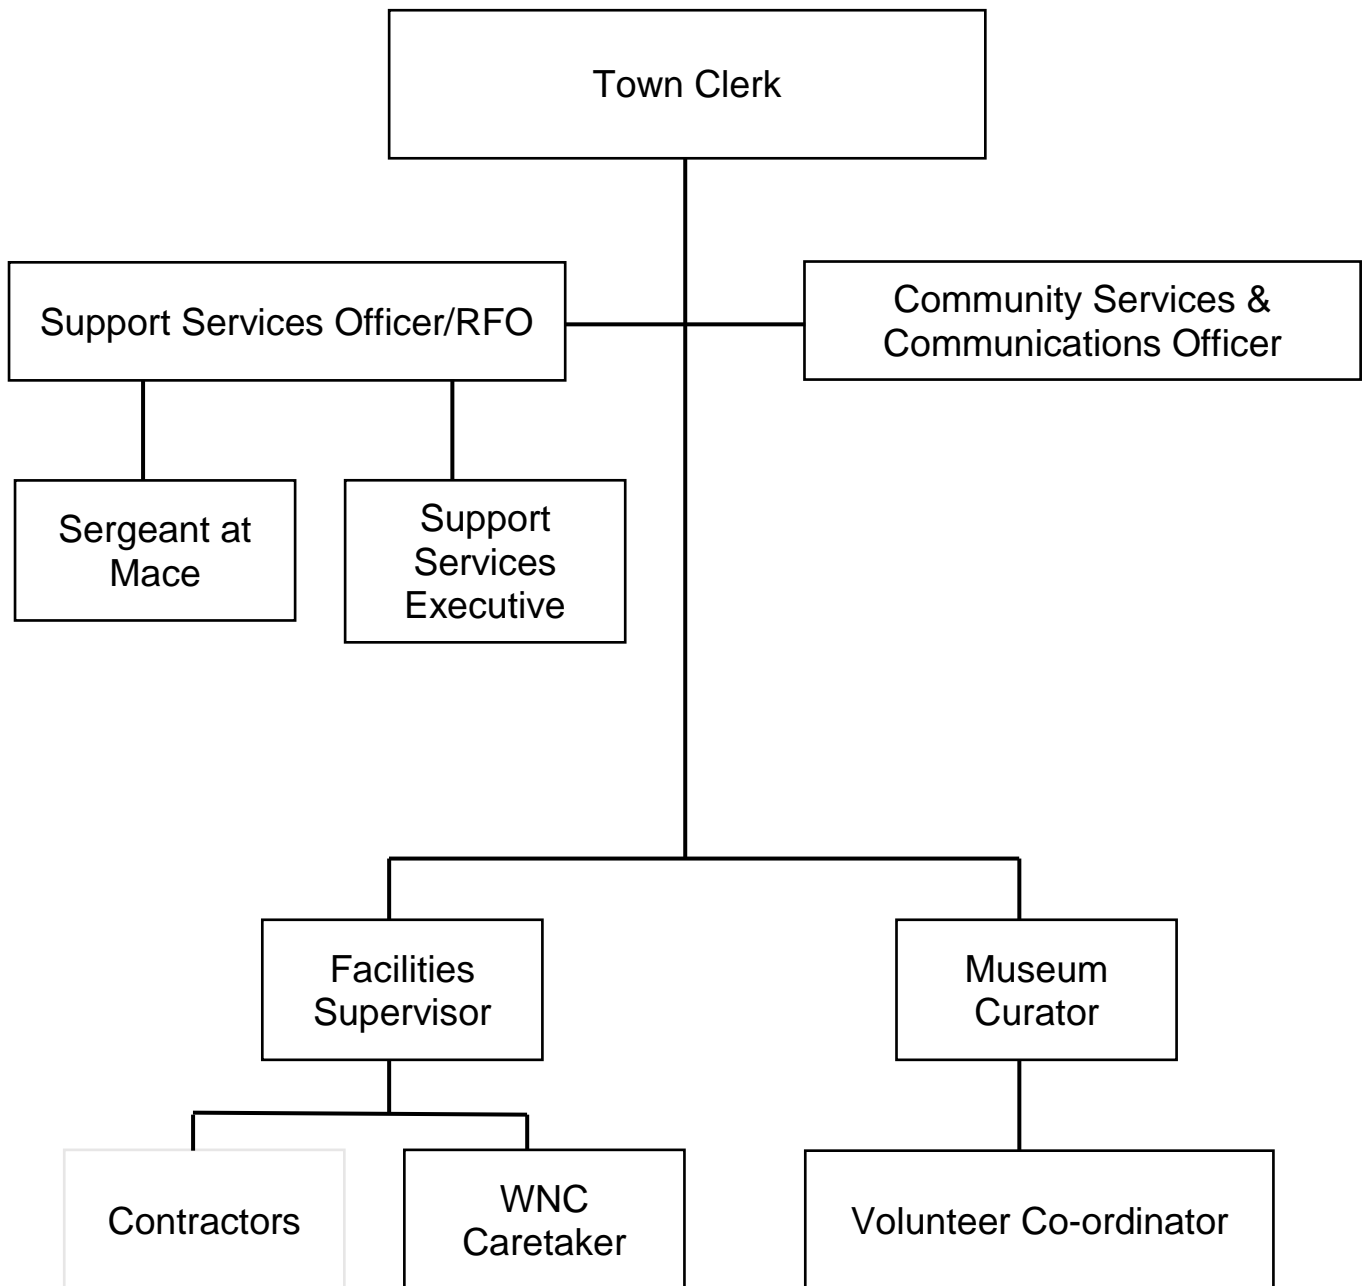 Town Clerk
Support Services Officer/RFO
Community Services &
Communications Officer
Sergeant at
Mace
Support
Services
Executive
Facilities
Supervisor
Museum
Curator
Contractors
WNC
Caretaker
Volunteer Co-ordinator